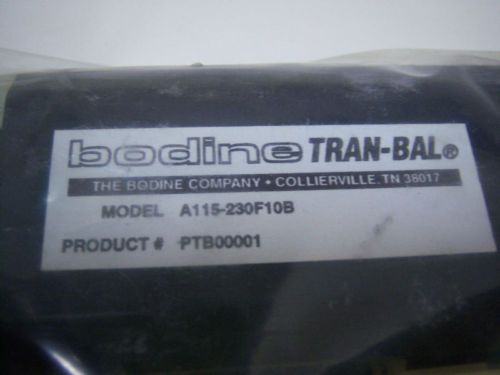 bodine TRAN-BAL®
THE BODINE COMPANY • COLLIERVILLE, TN 38017
MODEL A115-230F10B
PRODUCT # PTB00001